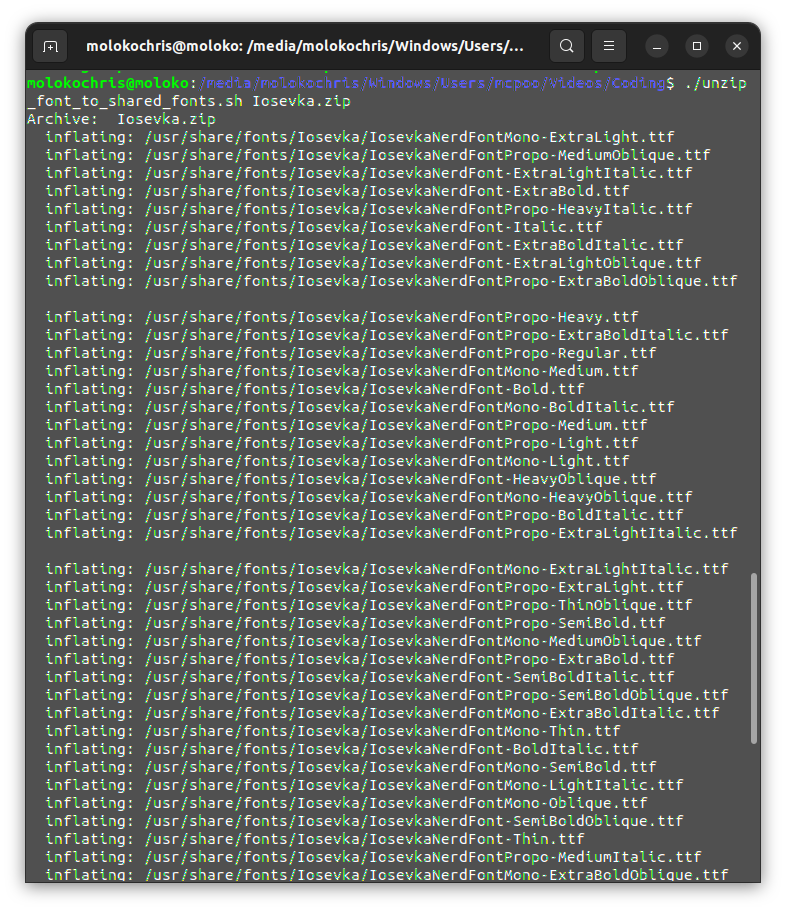 molokochris@moloko: /media/molokochris/Windows/Users/...
molokochris@moloko:/media/molokochris/Windows/Users/mcpoo/Videos/Coding$ ./unzip
_font_to_shared_fonts.sh Iosevka.zip
Archive:  Iosevka.zip
  inflating: /usr/share/fonts/Iosevka/IosevkaNerdFontMono-ExtraLight.ttf
  inflating: /usr/share/fonts/Iosevka/IosevkaNerdFontPropo-MediumOblique.ttf
  inflating: /usr/share/fonts/Iosevka/IosevkaNerdFont-ExtraLightItalic.ttf
  inflating: /usr/share/fonts/Iosevka/IosevkaNerdFont-ExtraBold.ttf
  inflating: /usr/share/fonts/Iosevka/IosevkaNerdFontPropo-HeavyItalic.ttf
  inflating: /usr/share/fonts/Iosevka/IosevkaNerdFont-Italic.ttf
  inflating: /usr/share/fonts/Iosevka/IosevkaNerdFont-ExtraBoldItalic.ttf
  inflating: /usr/share/fonts/Iosevka/IosevkaNerdFont-ExtraLightOblique.ttf
  inflating: /usr/share/fonts/Iosevka/IosevkaNerdFontPropo-ExtraBoldOblique.ttf
  inflating: /usr/share/fonts/Iosevka/IosevkaNerdFontPropo-Heavy.ttf
  inflating: /usr/share/fonts/Iosevka/IosevkaNerdFontPropo-ExtraBoldItalic.ttf
  inflating: /usr/share/fonts/Iosevka/IosevkaNerdFontPropo-Regular.ttf
  inflating: /usr/share/fonts/Iosevka/IosevkaNerdFontMono-Medium.ttf
  inflating: /usr/share/fonts/Iosevka/IosevkaNerdFont-Bold.ttf
  inflating: /usr/share/fonts/Iosevka/IosevkaNerdFontMono-BoldItalic.ttf
  inflating: /usr/share/fonts/Iosevka/IosevkaNerdFontPropo-Medium.ttf
  inflating: /usr/share/fonts/Iosevka/IosevkaNerdFontPropo-Light.ttf
  inflating: /usr/share/fonts/Iosevka/IosevkaNerdFontMono-Light.ttf
  inflating: /usr/share/fonts/Iosevka/IosevkaNerdFont-HeavyOblique.ttf
  inflating: /usr/share/fonts/Iosevka/IosevkaNerdFontMono-HeavyOblique.ttf
  inflating: /usr/share/fonts/Iosevka/IosevkaNerdFontPropo-BoldItalic.ttf
  inflating: /usr/share/fonts/Iosevka/IosevkaNerdFontPropo-ExtraLightItalic.ttf
  inflating: /usr/share/fonts/Iosevka/IosevkaNerdFontMono-ExtraLightItalic.ttf
  inflating: /usr/share/fonts/Iosevka/IosevkaNerdFontPropo-ExtraLight.ttf
  inflating: /usr/share/fonts/Iosevka/IosevkaNerdFontPropo-ThinOblique.ttf
  inflating: /usr/share/fonts/Iosevka/IosevkaNerdFontPropo-SemiBold.ttf
  inflating: /usr/share/fonts/Iosevka/IosevkaNerdFontMono-MediumOblique.ttf
  inflating: /usr/share/fonts/Iosevka/IosevkaNerdFontPropo-ExtraBold.ttf
  inflating: /usr/share/fonts/Iosevka/IosevkaNerdFont-SemiBoldItalic.ttf
  inflating: /usr/share/fonts/Iosevka/IosevkaNerdFontPropo-SemiBoldOblique.ttf
  inflating: /usr/share/fonts/Iosevka/IosevkaNerdFontMono-ExtraBoldItalic.ttf
  inflating: /usr/share/fonts/Iosevka/IosevkaNerdFontMono-Thin.ttf
  inflating: /usr/share/fonts/Iosevka/IosevkaNerdFont-BoldItalic.ttf
  inflating: /usr/share/fonts/Iosevka/IosevkaNerdFontMono-SemiBold.ttf
  inflating: /usr/share/fonts/Iosevka/IosevkaNerdFontMono-LightItalic.ttf
  inflating: /usr/share/fonts/Iosevka/IosevkaNerdFontMono-Oblique.ttf
  inflating: /usr/share/fonts/Iosevka/IosevkaNerdFont-SemiBoldOblique.ttf
  inflating: /usr/share/fonts/Iosevka/IosevkaNerdFont-Thin.ttf
  inflating: /usr/share/fonts/Iosevka/IosevkaNerdFontPropo-MediumItalic.ttf
  inflating: /usr/share/fonts/Iosevka/IosevkaNerdFontMono-ExtraBoldOblique.ttf